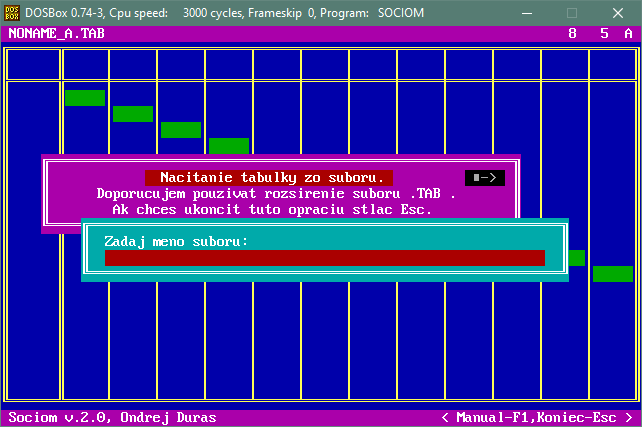 DOSBox 0.74-3, Cpu speed: 3000 cycles, Frameskip 0, Program: SOCIOM
NONAME_A.TAB 8 5 A
Nacitanie tabulky zo suboru.
Doporucujem pouzivat rozsirenie suboru .TAB .
Ak chces ukoncit tuto opraciu stlac Esc.
Zadaj meno suboru:
Sociom v.2.0, Ondrej Duras < Manual-F1,Koniec-Esc >